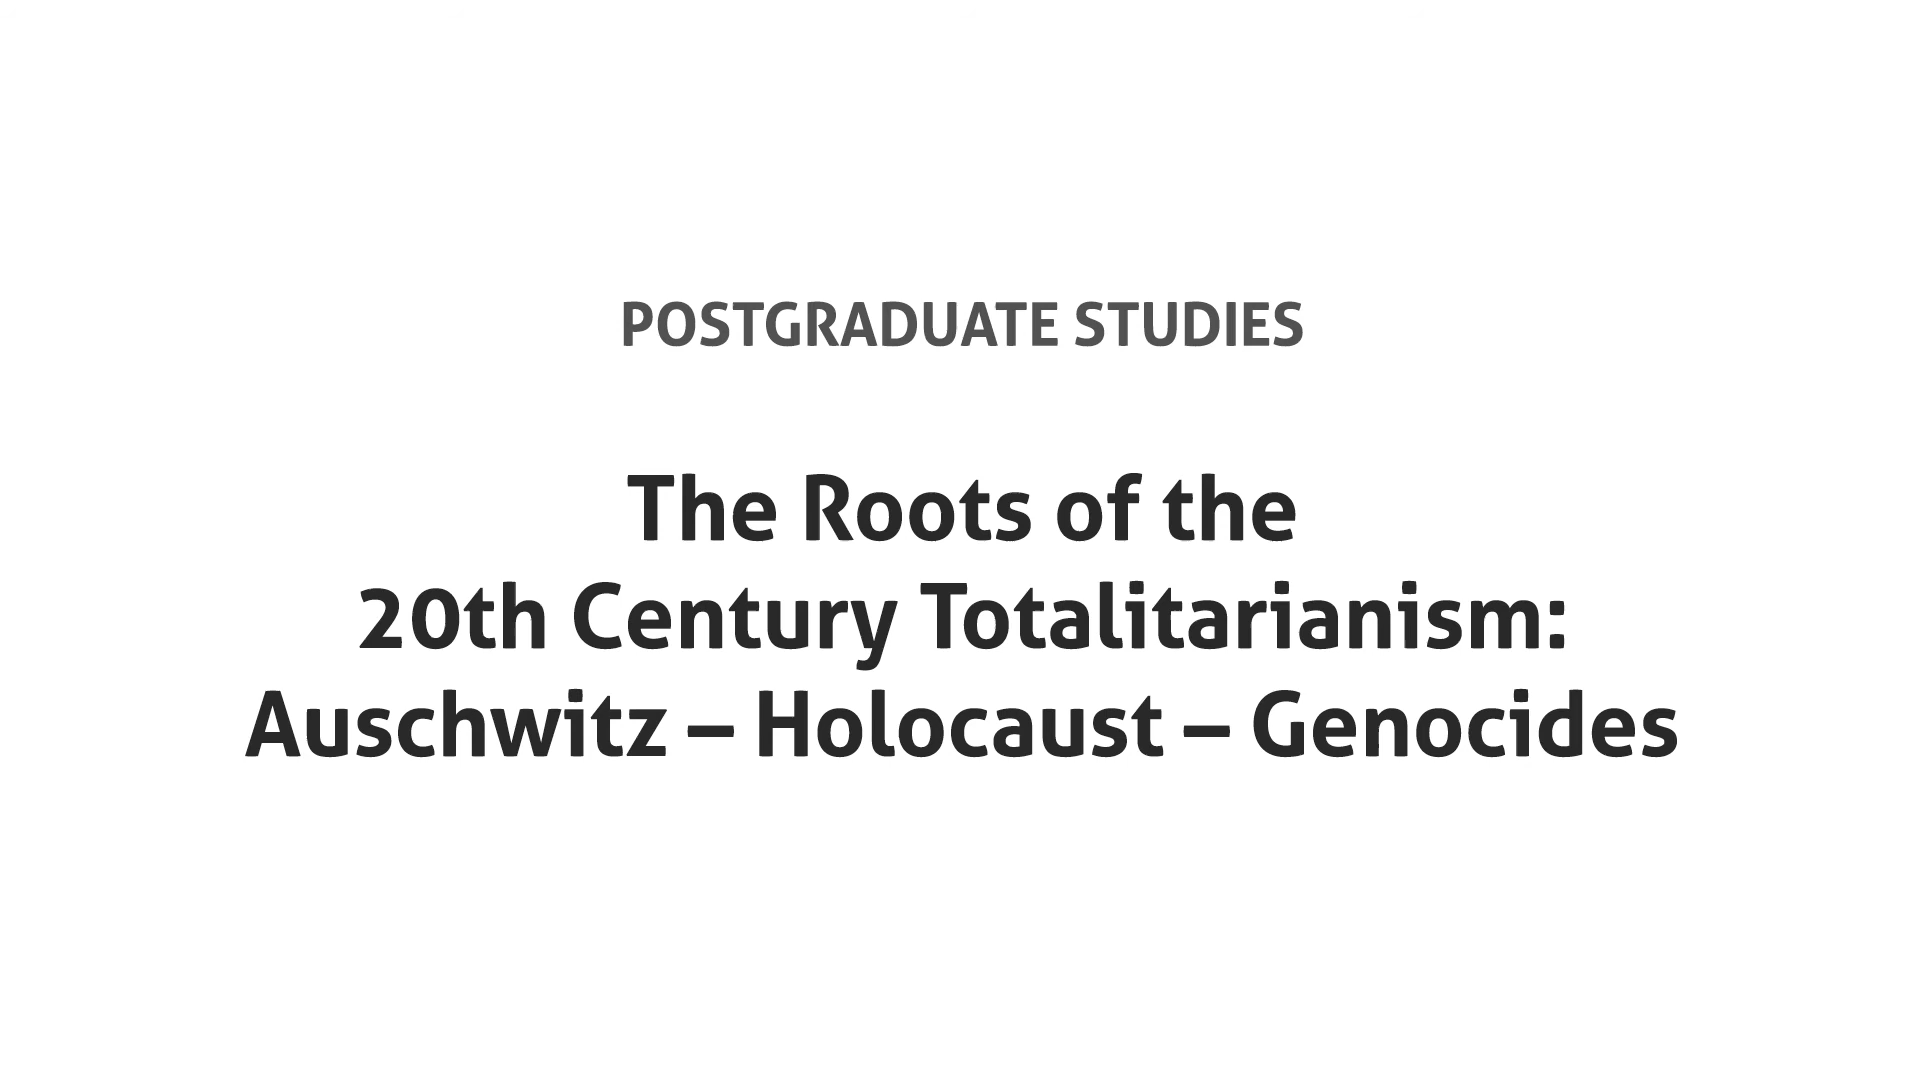 POSTGRADUATE STUDIES
The Roots of the
20th Century Totalitarianism:
Auschwitz – Holocaust – Genocides